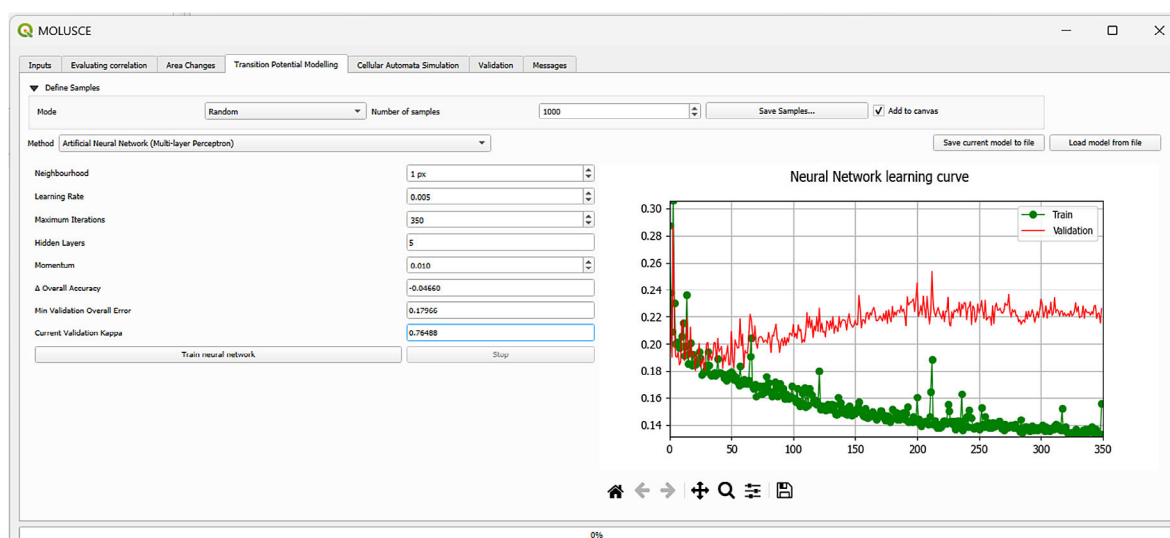 MOLUSCE
Inputs Evaluating correlation Area Changes Transition Potential Modelling Cellular Automata Simulation Validation Messages
Define Samples
Mode Random Number of samples 1000 Save Samples... Add to canvas
Method Artificial Neural Network (Multi-layer Perceptron) Save current model to file Load model from file
Neighbourhood 1 px
Learning Rate 0.005
Maximum Iterations 350
Hidden Layers 5
Momentum 0.010
Δ Overall Accuracy -0.04660
Min Validation Overall Error 0.17966
Current Validation Kappa 0.76488
Train neural network Stop
Neural Network learning curve
0.30
0.28
0.26
0.24
0.22
0.20
0.18
0.16
0.14
Train
Validation
0 50 100 150 200 250 300 350
0%